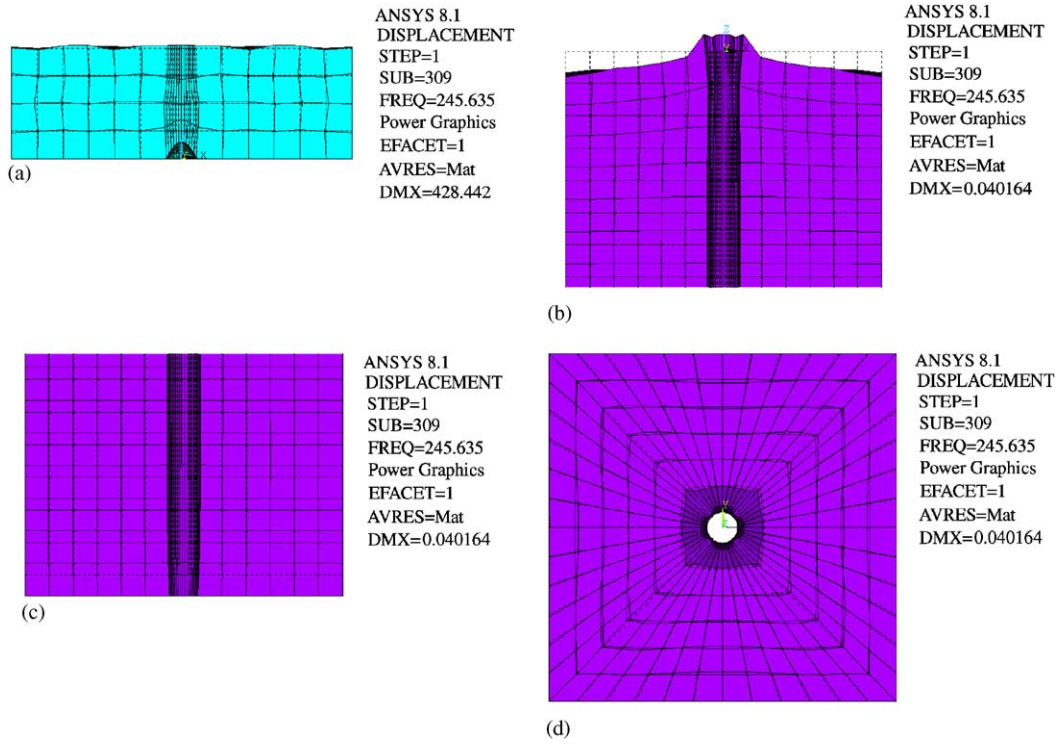 ANSYS 8.1
DISPLACEMENT
STEP=1
SUB=309
FREQ=245.635
Power Graphics
EFACET=1
AVRES=Mat
DMX=428.442
X
(a)
ANSYS 8.1
DISPLACEMENT
STEP=1
SUB=309
FREQ=245.635
Power Graphics
EFACET=1
AVRES=Mat
DMX=0.040164
Z
(b)
ANSYS 8.1
DISPLACEMENT
STEP=1
SUB=309
FREQ=245.635
Power Graphics
EFACET=1
AVRES=Mat
DMX=0.040164
(c)
ANSYS 8.1
DISPLACEMENT
STEP=1
SUB=309
FREQ=245.635
Power Graphics
EFACET=1
AVRES=Mat
DMX=0.040164
Y
(d)